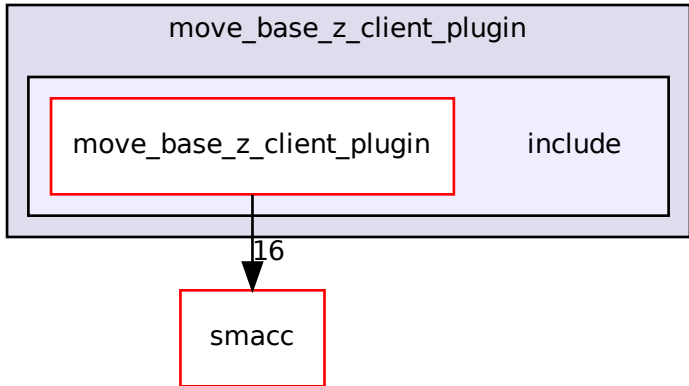 move_base_z_client_plugin
move_base_z_client_plugin include
16
smacc